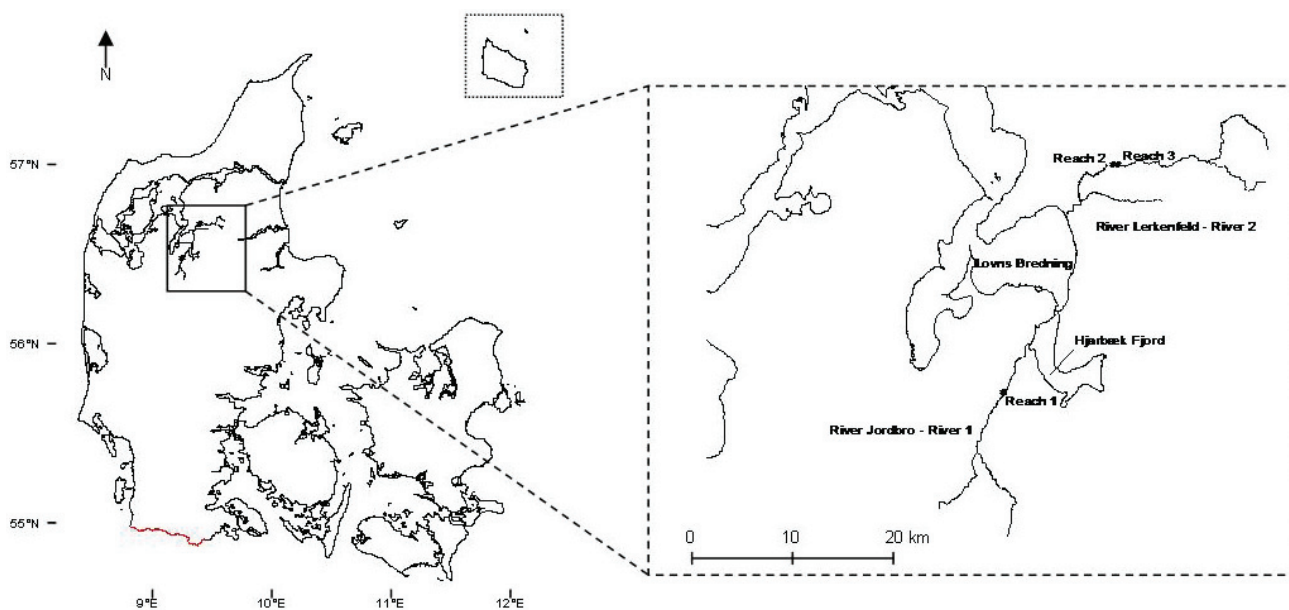 N
57°N
56°N
55°N
9°E
10°E
11°E
12°E
Reach 2
Reach 3
River Lerkenfeld - River 2
Lovns Bredning
Hjarbæk Fjord
Reach 1
River Jordbro - River 1
0
10
20 km